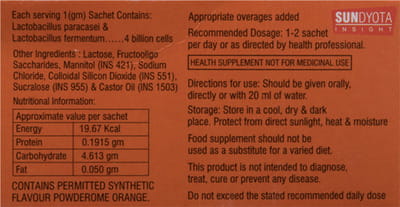 Each serving 1(gm) Sachet Contains:
Lactobacillus paracasei &
Lactobacillus fermentum......4 billion cells
Other Ingredients : Lactose, Fructooligo
Saccharides, Mannitol (INS 421), Sodium
Chloride, Colloidal Silicon Dioxide (INS 551),
Sucralose (INS 955) & Castor Oil (INS 1503)
Nutritional Information:
Approximate value per sachet
Energy 19.67 Kcal
Protein 0.1915 gm
Carbohydrate 4.613 gm
Fat 0.050 gm
CONTAINS PERMITTED SYNTHETIC
FLAVOUR POWDEROME ORANGE.
Appropriate overages added
Recommended Dosage: 1-2 sachet
per day or as directed by health professional.
HEALTH SUPPLEMENT NOT FOR MEDICINAL USE
Directions for use: Should be given orally,
directly or with 20 ml of water.
Storage: Store in a cool, dry & dark
place. Protect from direct sunlight, heat & moisture
Food supplement should not be
used as a substitute for a varied diet.
This product is not intended to diagnose,
treat, cure or prevent any disease.
Do not exceed the stated recommended daily dose
SUNDYOTA
INSIGHT